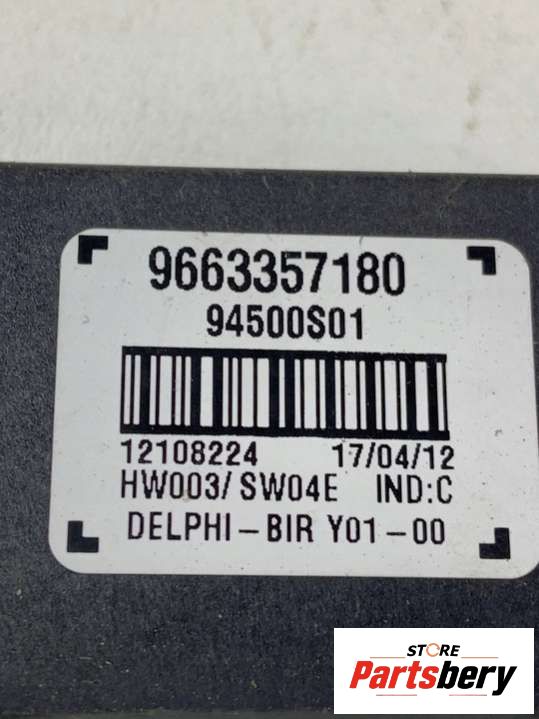 9663357180
94500S01
12108224 17/04/12
HW003/ SW04E IND:C
DELPHI-BIR Y01-00
STORE
Partsbery